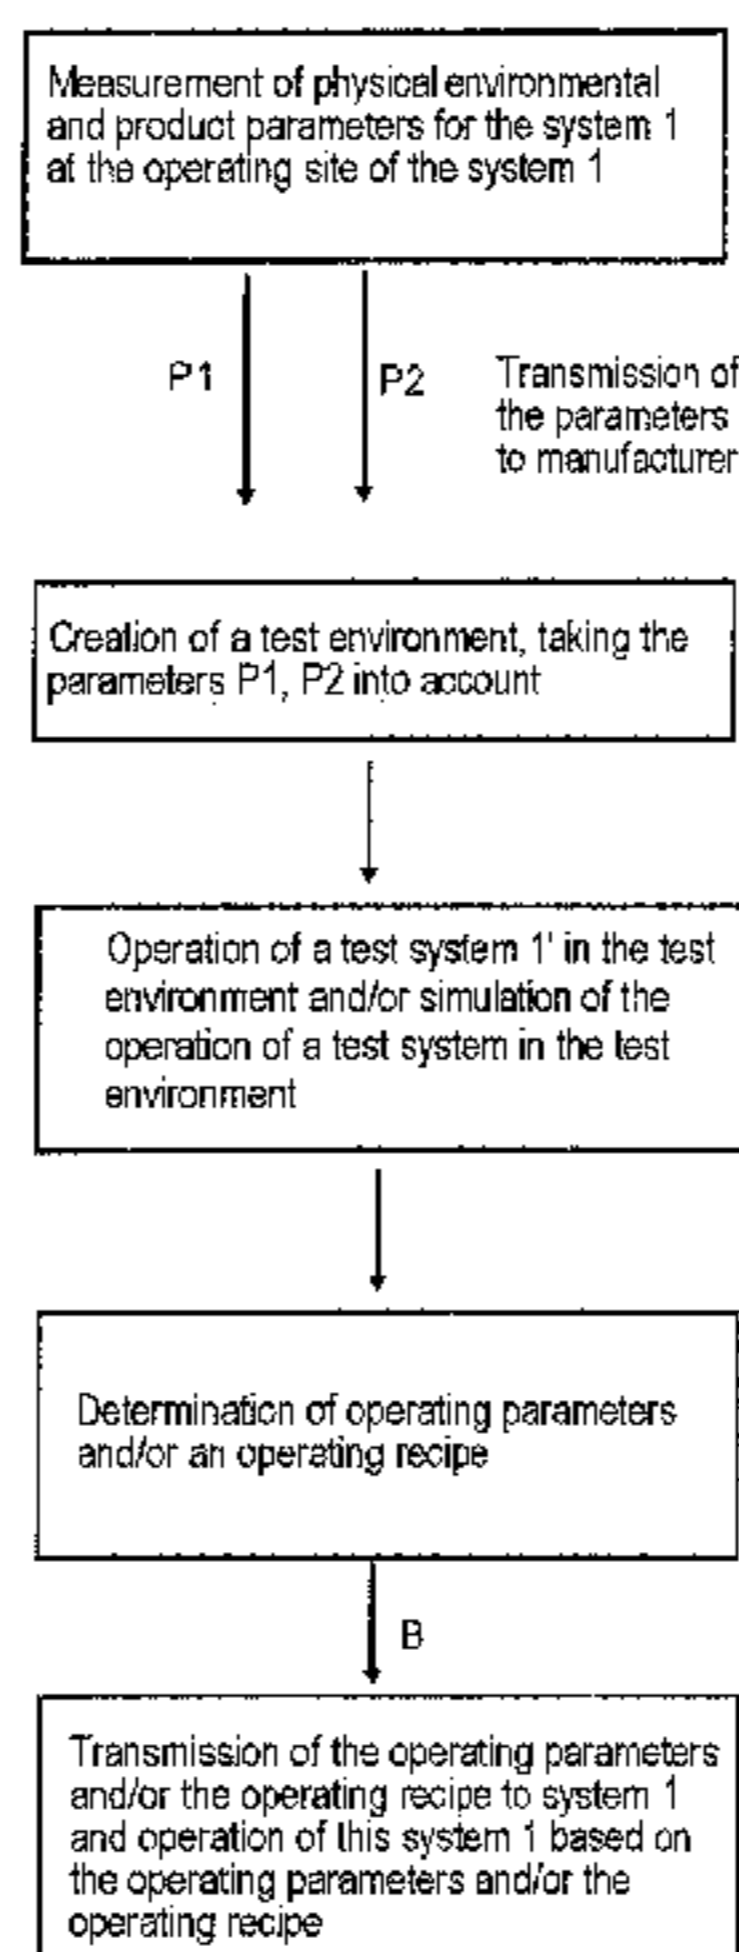 Measurement of physical environmental
and product parameters for the system 1
at the operating site of the system 1
P1
P2
Transmission of
the parameters
to manufacturer
Creation of a test environment, taking the
parameters P1, P2 into account
Operation of a test system 1' in the test
environment and/or simulation of the
operation of a test system in the test
environment
Determination of operating parameters
and/or an operating recipe
B
Transmission of the operating parameters
and/or the operating recipe to system 1
and operation of this system 1 based on
the operating parameters and/or the
operating recipe